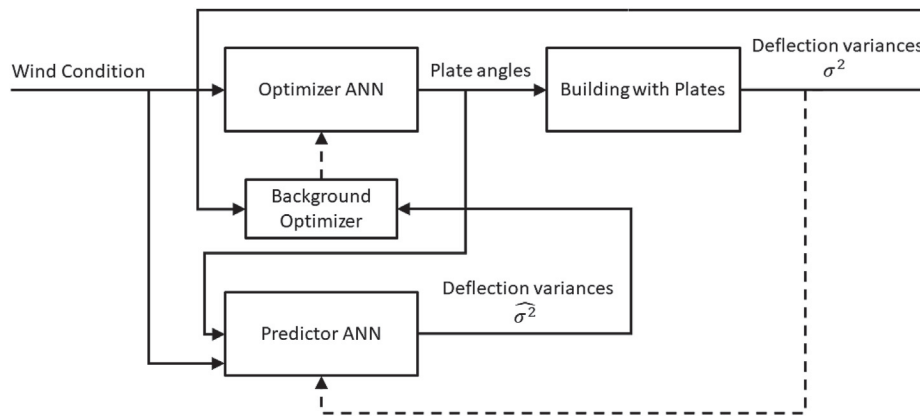 Wind Condition
Optimizer ANN
Plate angles
Building with Plates
Deflection variances
σ²
Background
Optimizer
Predictor ANN
Deflection variances
$\widehat{σ^2}$